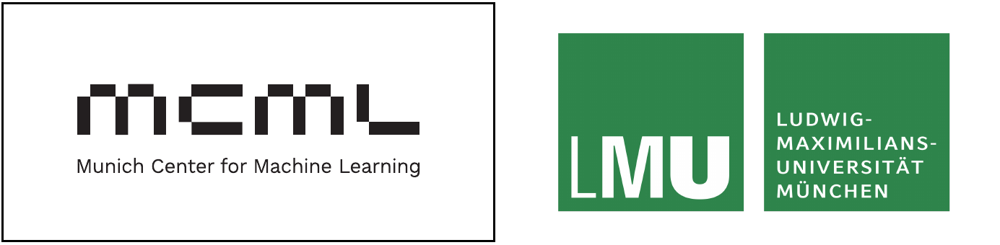 mcml
Munich Center for Machine Learning
LMU
LUDWIG-
MAXIMILIANS-
UNIVERSITÄT
MÜNCHEN